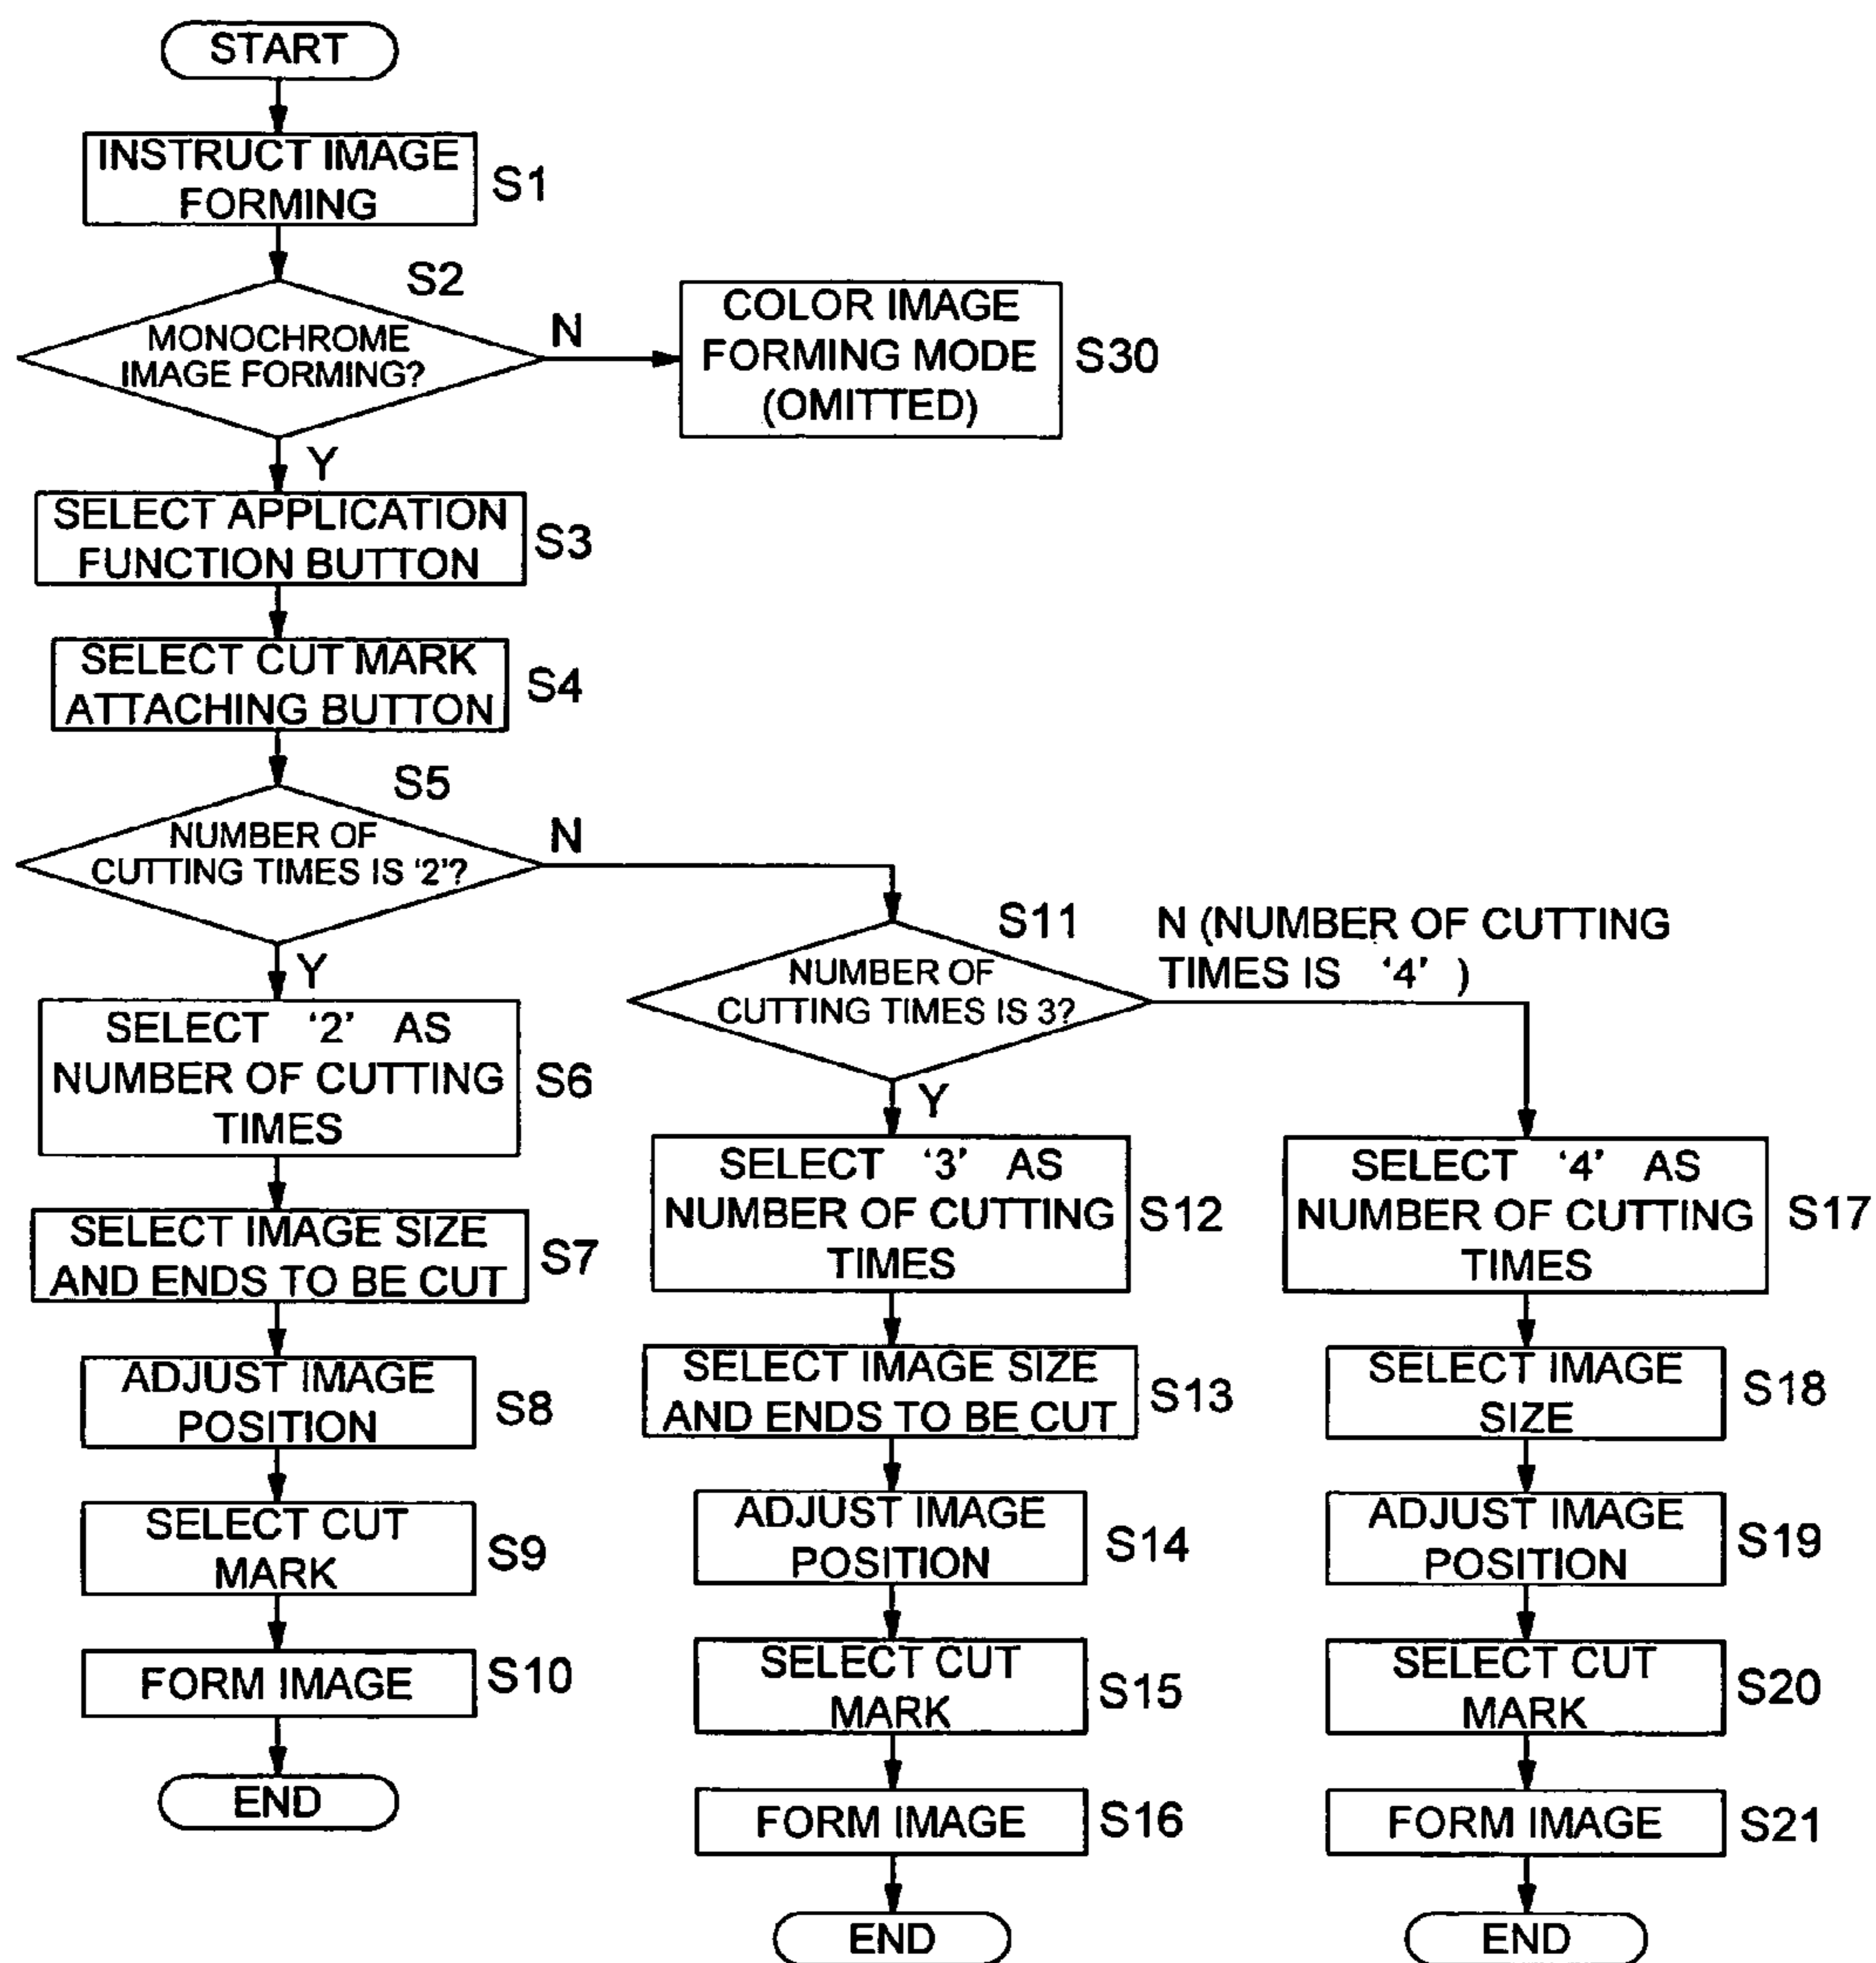 START
INSTRUCT IMAGE
FORMING
S1
S2
MONOCHROME
IMAGE FORMING?
N
COLOR IMAGE
FORMING MODE
(OMITTED)
S30
Y
SELECT APPLICATION
FUNCTION BUTTON
S3
SELECT CUT MARK
ATTACHING BUTTON
S4
S5
NUMBER OF
CUTTING TIMES IS ‘2’?
N
Y
SELECT ‘2’ AS
NUMBER OF CUTTING
TIMES
S6
SELECT IMAGE SIZE
AND ENDS TO BE CUT
S7
ADJUST IMAGE
POSITION
S8
SELECT CUT
MARK
S9
FORM IMAGE
S10
END
S11
NUMBER OF
CUTTING TIMES IS 3?
N (NUMBER OF CUTTING
TIMES IS ‘4’ )
Y
SELECT ‘3’ AS
NUMBER OF CUTTING
TIMES
S12
SELECT IMAGE SIZE
AND ENDS TO BE CUT
S13
ADJUST IMAGE
POSITION
S14
SELECT CUT
MARK
S15
FORM IMAGE
S16
END
SELECT ‘4’ AS
NUMBER OF CUTTING
TIMES
S17
SELECT IMAGE
SIZE
S18
ADJUST IMAGE
POSITION
S19
SELECT CUT
MARK
S20
FORM IMAGE
S21
END